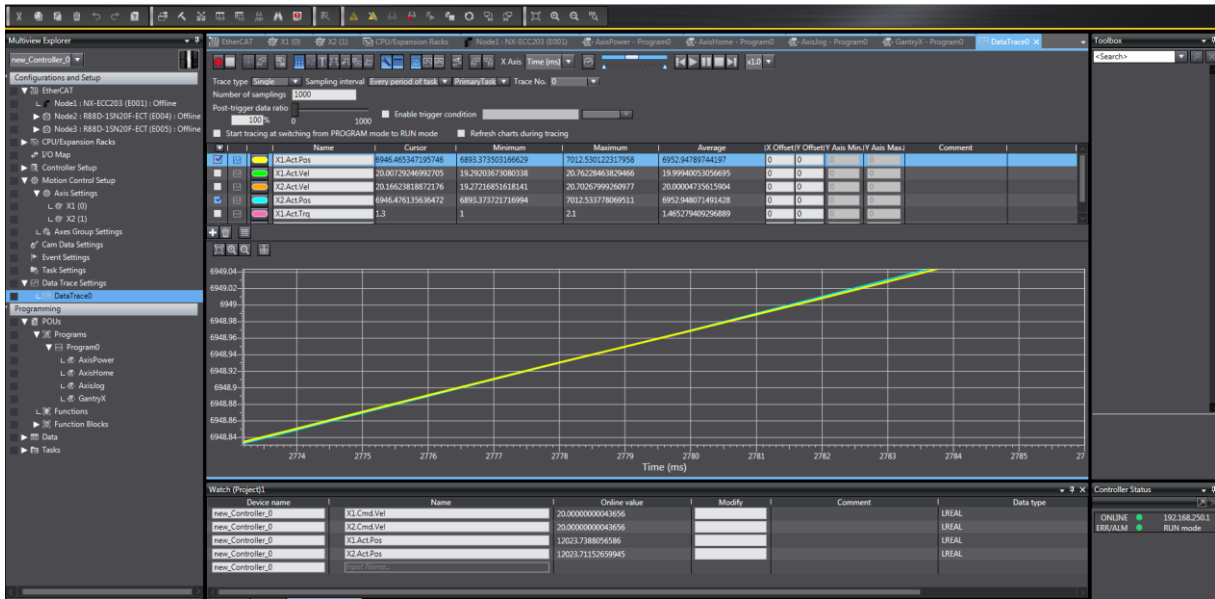 Multiview Explorer
new_Controller_0
Configurations and Setup
EtherCAT
Node1 : NX-ECC203 (E001) : Offline
Node2 : R88D-1SN20F-ECT (E004) : Offline
Node3 : R88D-1SN20F-ECT (E005) : Offline
CPU/Expansion Racks
I/O Map
Controller Setup
Motion Control Setup
Axis Settings
X1 (0)
X2 (1)
Axes Group Settings
Cam Data Settings
Event Settings
Task Settings
Data Trace Settings
DataTrace0
Programming
POUs
Programs
Program0
AxisPower
AxisHome
AxisJog
GantryX
Functions
Function Blocks
Data
Tasks
EtherCAT X1 (0) X2 (1) CPU/Expansion Racks Node1 : NX-ECC203 (E001) AxisPower - Program0 AxisHome - Program0 AxisJog - Program0 GantryX - Program0 DataTrace0
X Axis Time (ms) x1.0
Trace type Single Sampling interval Every period of task PrimaryTask Trace No. 0
Number of samplings 1000
Post-trigger data ratio
100 % 0 1000 Enable trigger condition
Start tracing at switching from PROGRAM mode to RUN mode Refresh charts during tracing
Name Cursor Minimum Maximum Average X Offset Y Offset Y Axis Min. Y Axis Max. Comment
X1.Act.Pos 6946.465347195746 6893.373503166629 7012.530122317958 6952.94789744197 0 0 0 0
X1.Act.Vel 20.00729246992705 19.29203673080338 20.76228463829466 19.99940053056695 0 0 0 0
X2.Act.Vel 20.16623818872176 19.27216851618141 20.70267999260977 20.00004735615904 0 0 0 0
X2.Act.Pos 6946.476135636472 6893.373721716994 7012.533778069511 6952.948071491428 0 0 0 0
X1.Act.Trq 1.3 1 2.1 1.465279409296889 0 0 0 0
6949.04
6949.02
6949
6948.98
6948.96
6948.94
6948.92
6948.9
6948.88
6948.86
6948.84
2774 2775 2776 2777 2778 2779 2780 2781 2782 2783 2784 2785 27
Time (ms)
Watch (Project)1
Device name Name Online value Modify Comment Data type
new_Controller_0 X1.Cmd.Vel 20.00000000043656 LREAL
new_Controller_0 X2.Cmd.Vel 20.00000000043656 LREAL
new_Controller_0 X1.Act.Pos 12023.7388056586 LREAL
new_Controller_0 X2.Act.Pos 12023.71152659945 LREAL
new_Controller_0 Input Name...
Toolbox
<Search>
Controller Status
ONLINE 192.168.250.1
ERR/ALM RUN mode